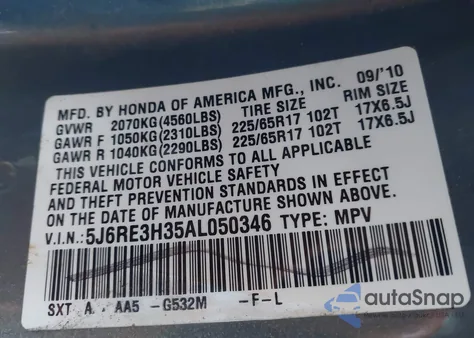 MFD. BY HONDA OF AMERICA MFG., INC. 09/'10
GVWR 2070KG(4560LBS) TIRE SIZE RIM SIZE
GAWR F 1050KG(2310LBS) 225/65R17 102T 17X6.5J
GAWR R 1040KG(2290LBS) 225/65R17 102T 17X6.5J
THIS VEHICLE CONFORMS TO ALL APPLICABLE
FEDERAL MOTOR VEHICLE SAFETY
AND THEFT PREVENTION STANDARDS IN EFFECT
ON THE DATE OF MANUFACTURE SHOWN ABOVE.
V.I.N: 5J6RE3H35AL050346 TYPE: MPV
SXT A AA5 -G532M -F-L
autoSnap